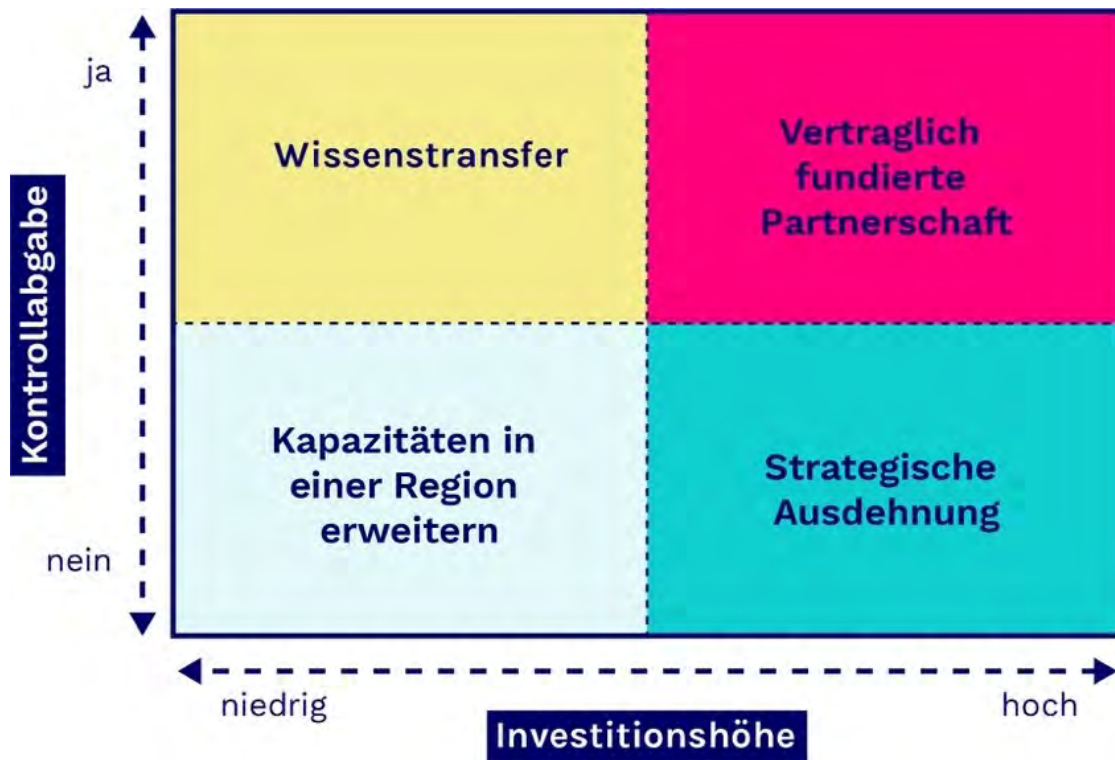 ja
Wissenstransfer
Vertraglich
fundierte
Partnerschaft
Kontrollabgabe
Kapazitäten in
einer Region
erweitern
Strategische
Ausdehnung
nein
niedrig
hoch
Investitionshöhe